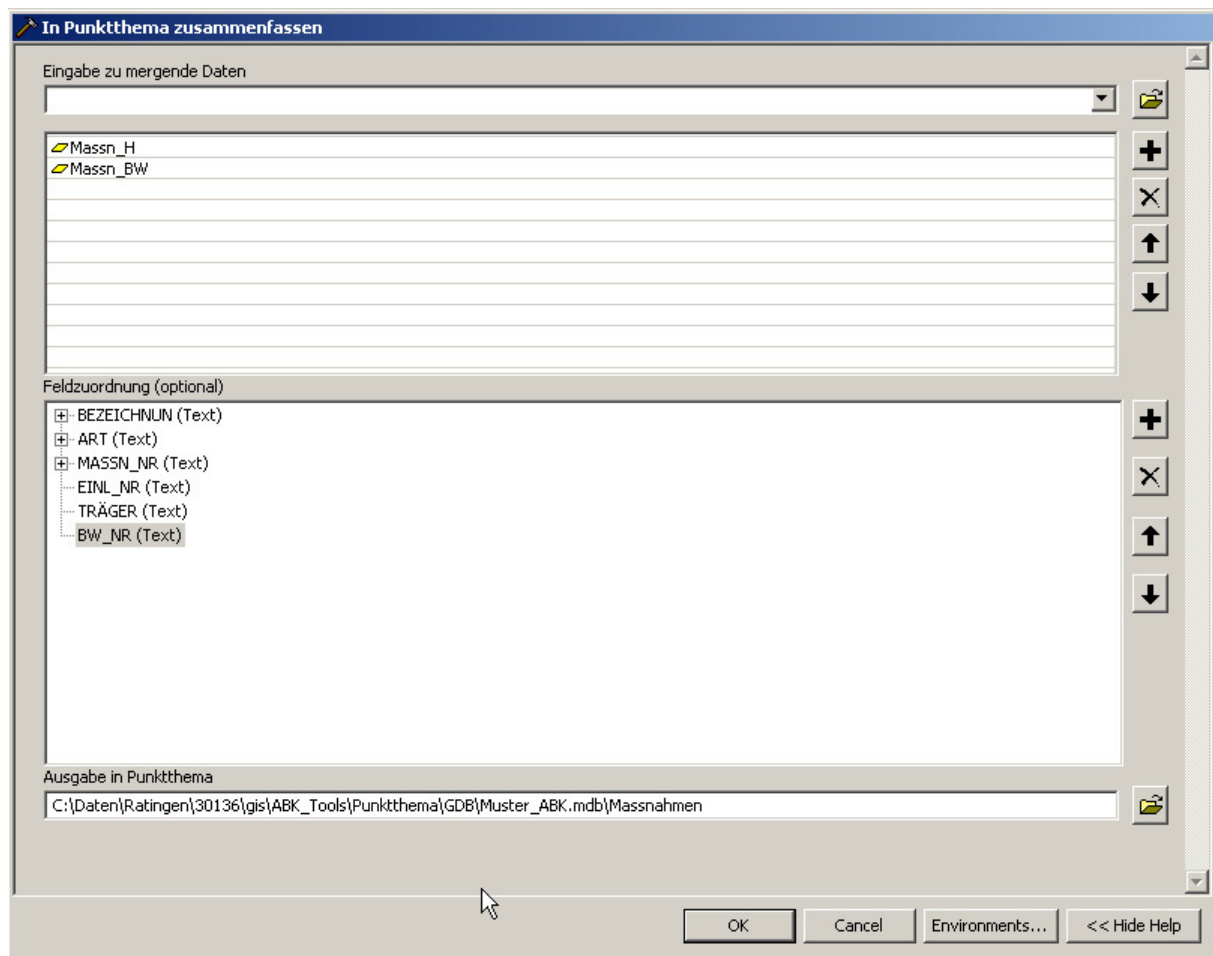 In Punktthema zusammenfassen
Eingabe zu mergende Daten
Massn_H
Massn_BW
Feldzuordnung (optional)
BEZEICHNUN (Text)
ART (Text)
MASSN_NR (Text)
EINL_NR (Text)
TRÄGER (Text)
BW_NR (Text)
Ausgabe in Punktthema
C:\Daten\Ratingen\30136\gis\ABK_Tools\Punktthema\GDB\Muster_ABK.mdb\Massnahmen
OK Cancel Environments... << Hide Help